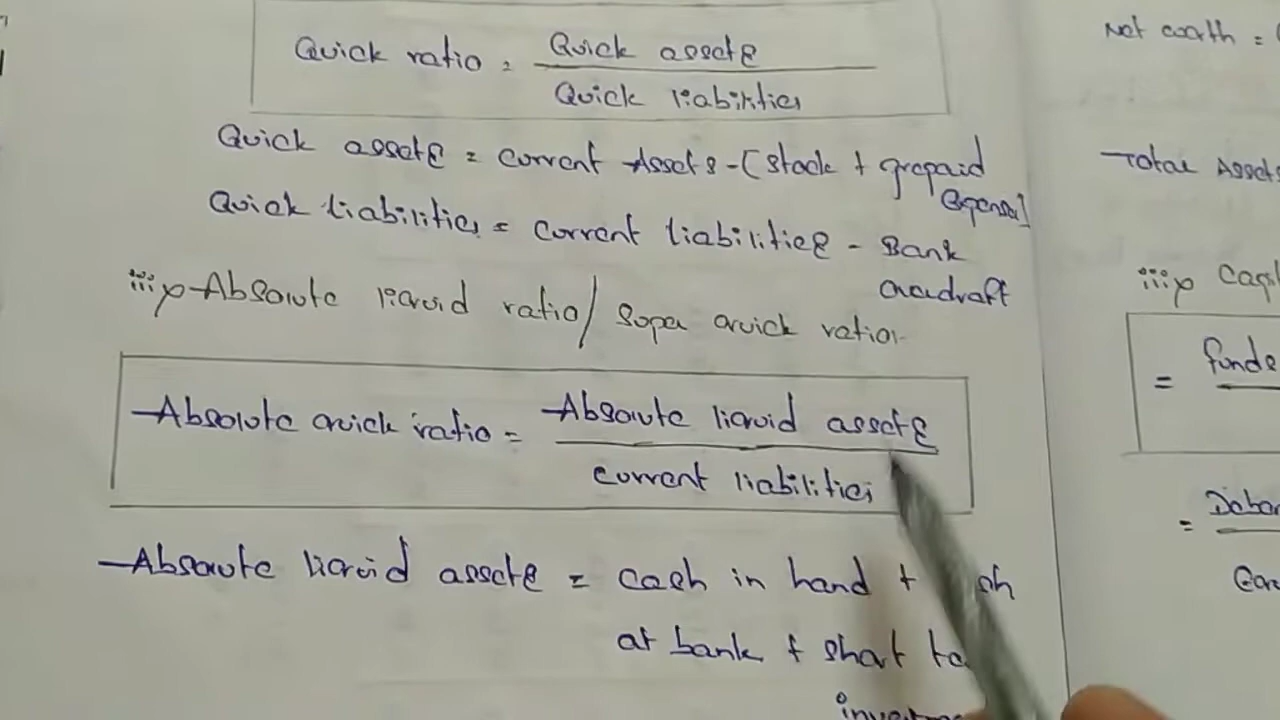 Quick ratio = Quick assets
Quick liabilities
Quick assets = current Assets - [stock + prepaid
Expenses]
Quick liabilities = current liabilities - Bank
overdraft
iii) Absolute liquid ratio / Super quick ratio
Absolute quick ratio = Absolute liquid assets
current liabilities
Absolute liquid assets = cash in hand +
at bank + short
Net worth =
Total Assets
iii)
= funds
=